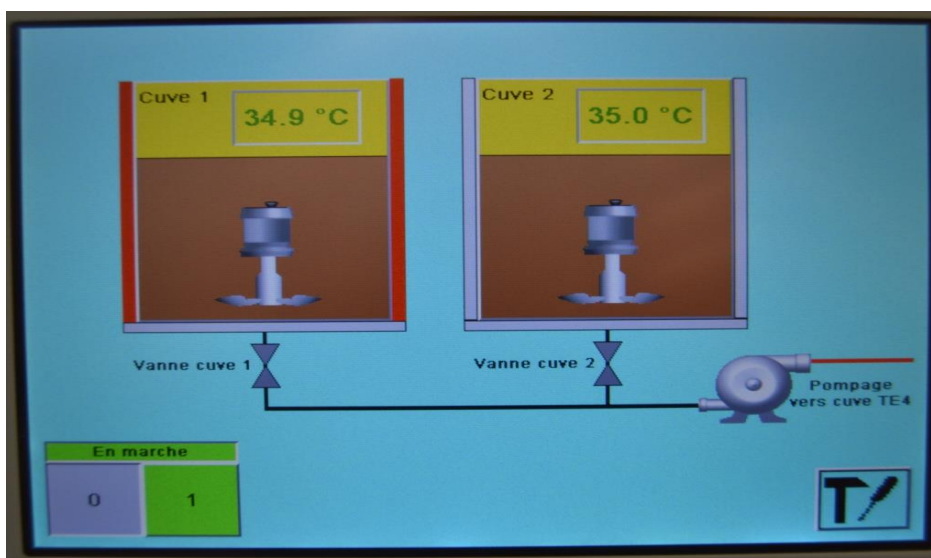 Cuve 1
34.9 °C
Cuve 2
35.0 °C
Vanne cuve 1
Vanne cuve 2
Pompage
vers cuve TE4
En marche
0
1